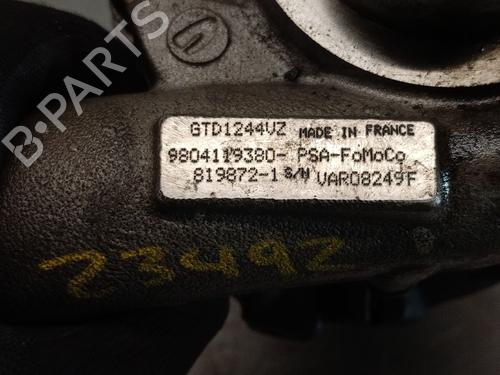 GTD1244VZ MADE IN FRANCE
9804119380- PSA-FoMoCo
819872-1 S/N VAR08249F
23492
B-PARTS